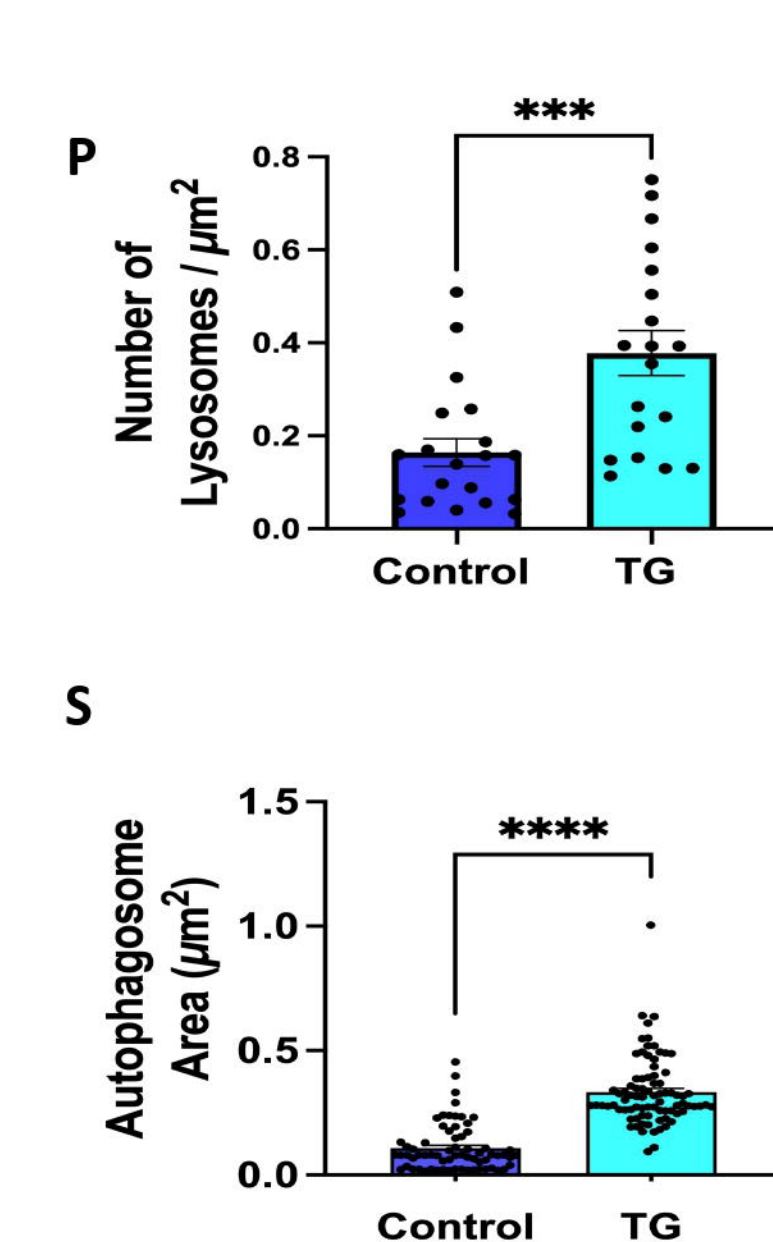 P
***
Number of
Lysosomes / µm²
0.8
0.6
0.4
0.2
0.0
Control TG
S
****
Autophagosome
Area (µm²)
1.5
1.0
0.5
0.0
Control TG